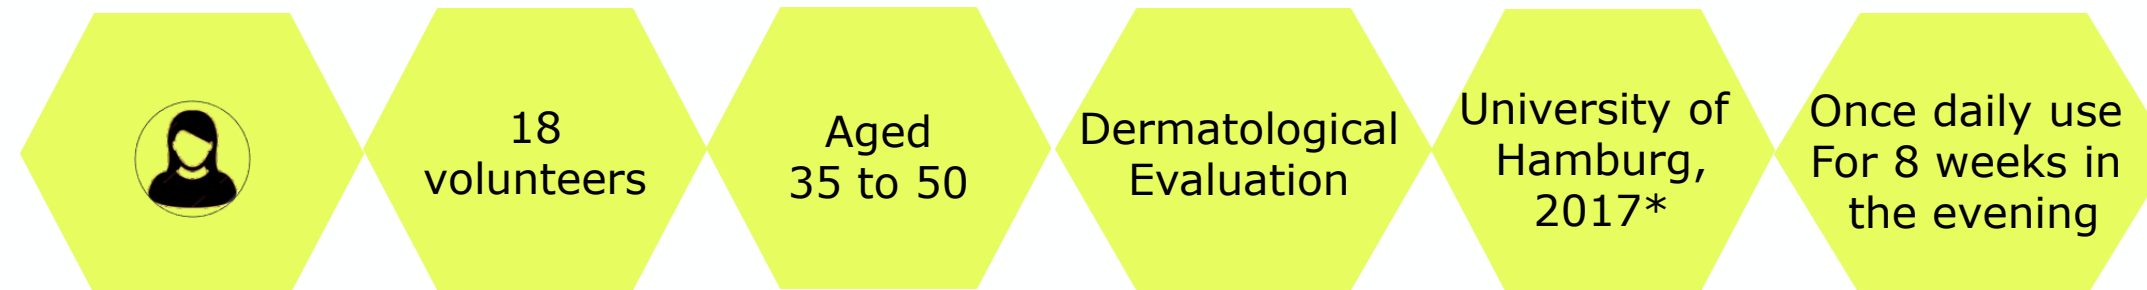 18
volunteers
Aged
35 to 50
Dermatological
Evaluation
University of
Hamburg,
2017*
Once daily use
For 8 weeks in
the evening